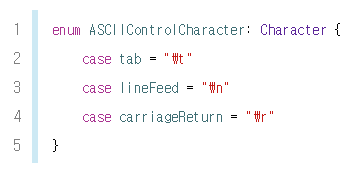 1 enum ASCIIControlCharacter: Character {
2     case tab = "₩t"
3     case lineFeed = "₩n"
4     case carriageReturn = "₩r"
5 }